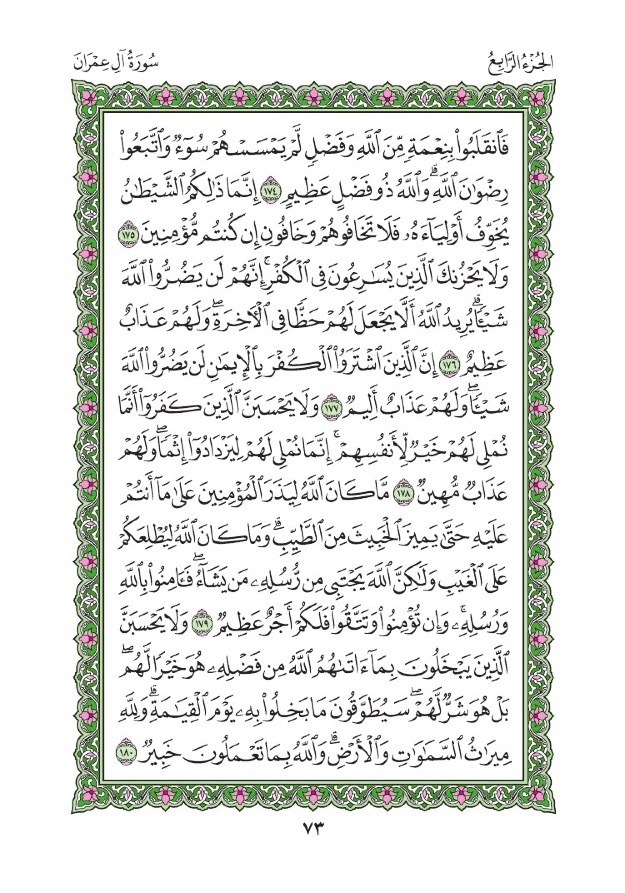 الجُزْءُ الرَّابِعُ
سُورَةُ آلِ عِمْرَانَ
فَٱنقَلَبُوا۟ بِنِعْمَةٍ مِّنَ ٱللَّهِ وَفَضْلٍ لَّمْ يَمْسَسْهُمْ سُوٓءٌ وَٱتَّبَعُوا۟
رِضْوَٰنَ ٱللَّهِ ۗ وَٱللَّهُ ذُو فَضْلٍ عَظِيمٍ ١٧٤ إِنَّمَا ذَٰلِكُمُ ٱلشَّيْطَٰنُ
يُخَوِّفُ أَوْلِيَآءَهُۥ فَلَا تَخَافُوهُمْ وَخَافُونِ إِن كُنتُم مُّؤْمِنِينَ ١٧٥
وَلَا يَحْزُنكَ ٱلَّذِينَ يُسَٰرِعُونَ فِى ٱلْكُفْرِ ۚ إِنَّهُمْ لَن يَضُرُّوا۟ ٱللَّهَ
شَيْـًٔا ۗ يُرِيدُ ٱللَّهُ أَلَّا يَجْعَلَ لَهُمْ حَظًّا فِى ٱلْـَٔاخِرَةِ ۖ وَلَهُمْ عَذَابٌ
عَظِيمٌ ١٧٦ إِنَّ ٱلَّذِينَ ٱشْتَرَوُا۟ ٱلْكُفْرَ بِٱلْإِيمَٰنِ لَن يَضُرُّوا۟ ٱللَّهَ
شَيْـًٔا ۖ وَلَهُمْ عَذَابٌ أَلِيمٌ ١٧٧ وَلَا يَحْسَبَنَّ ٱلَّذِينَ كَفَرُوٓا۟ أَنَّمَا
نُمْلِى لَهُمْ خَيْرٌ لِّأَنفُسِهِمْ ۚ إِنَّمَا نُمْلِى لَهُمْ لِيَزْدَادُوٓا۟ إِثْمًا ۖ وَلَهُمْ
عَذَابٌ مُّهِينٌ ١٧٨ مَّا كَانَ ٱللَّهُ لِيَذَرَ ٱلْمُؤْمِنِينَ عَلَىٰ مَآ أَنتُمْ
عَلَيْهِ حَتَّىٰ يَمِيزَ ٱلْخَبِيثَ مِنَ ٱلطَّيِّبِ ۗ وَمَا كَانَ ٱللَّهُ لِيُطْلِعَكُمْ
عَلَى ٱلْغَيْبِ وَلَٰكِنَّ ٱللَّهَ يَجْتَبِى مِن رُّسُلِهِۦ مَن يَشَآءُ ۖ فَـَٔامِنُوا۟ بِٱللَّهِ
وَرُسُلِهِۦ ۚ وَإِن تُؤْمِنُوا۟ وَتَتَّقُوا۟ فَلَكُمْ أَجْرٌ عَظِيمٌ ١٧٩ وَلَا يَحْسَبَنَّ
ٱلَّذِينَ يَبْخَلُونَ بِمَآ ءَاتَىٰهُمُ ٱللَّهُ مِن فَضْلِهِۦ هُوَ خَيْرًا لَّهُم ۖ
بَلْ هُوَ شَرٌّ لَّهُمْ ۖ سَيُطَوَّقُونَ مَا بَخِلُوا۟ بِهِۦ يَوْمَ ٱلْقِيَٰمَةِ ۗ وَلِلَّهِ
مِيرَٰثُ ٱلسَّمَٰوَٰتِ وَٱلْأَرْضِ ۗ وَٱللَّهُ بِمَا تَعْمَلُونَ خَبِيرٌ ١٨٠
٧٣